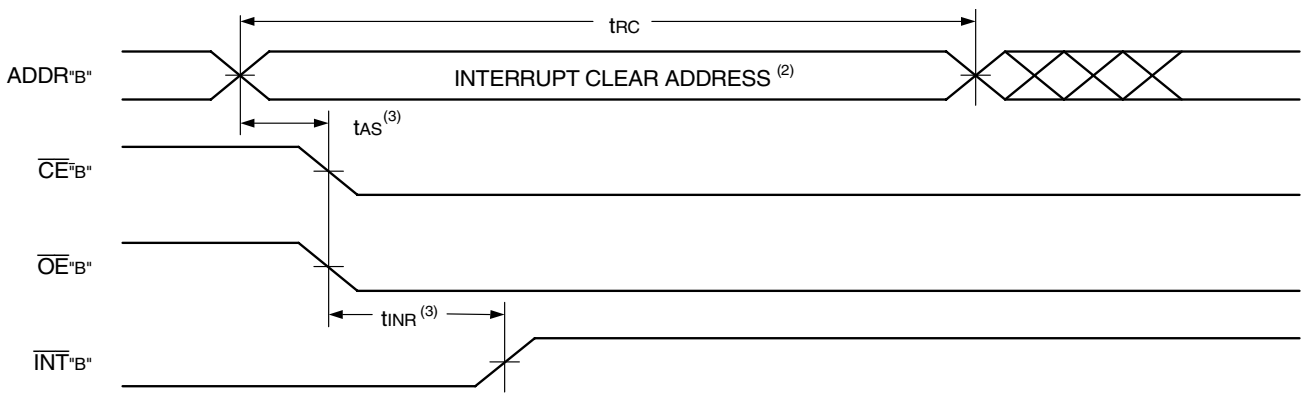 tRC
ADDR"B"
INTERRUPT CLEAR ADDRESS (2)
tAS(3)
CE"B"
OE"B"
tINR (3)
INT"B"